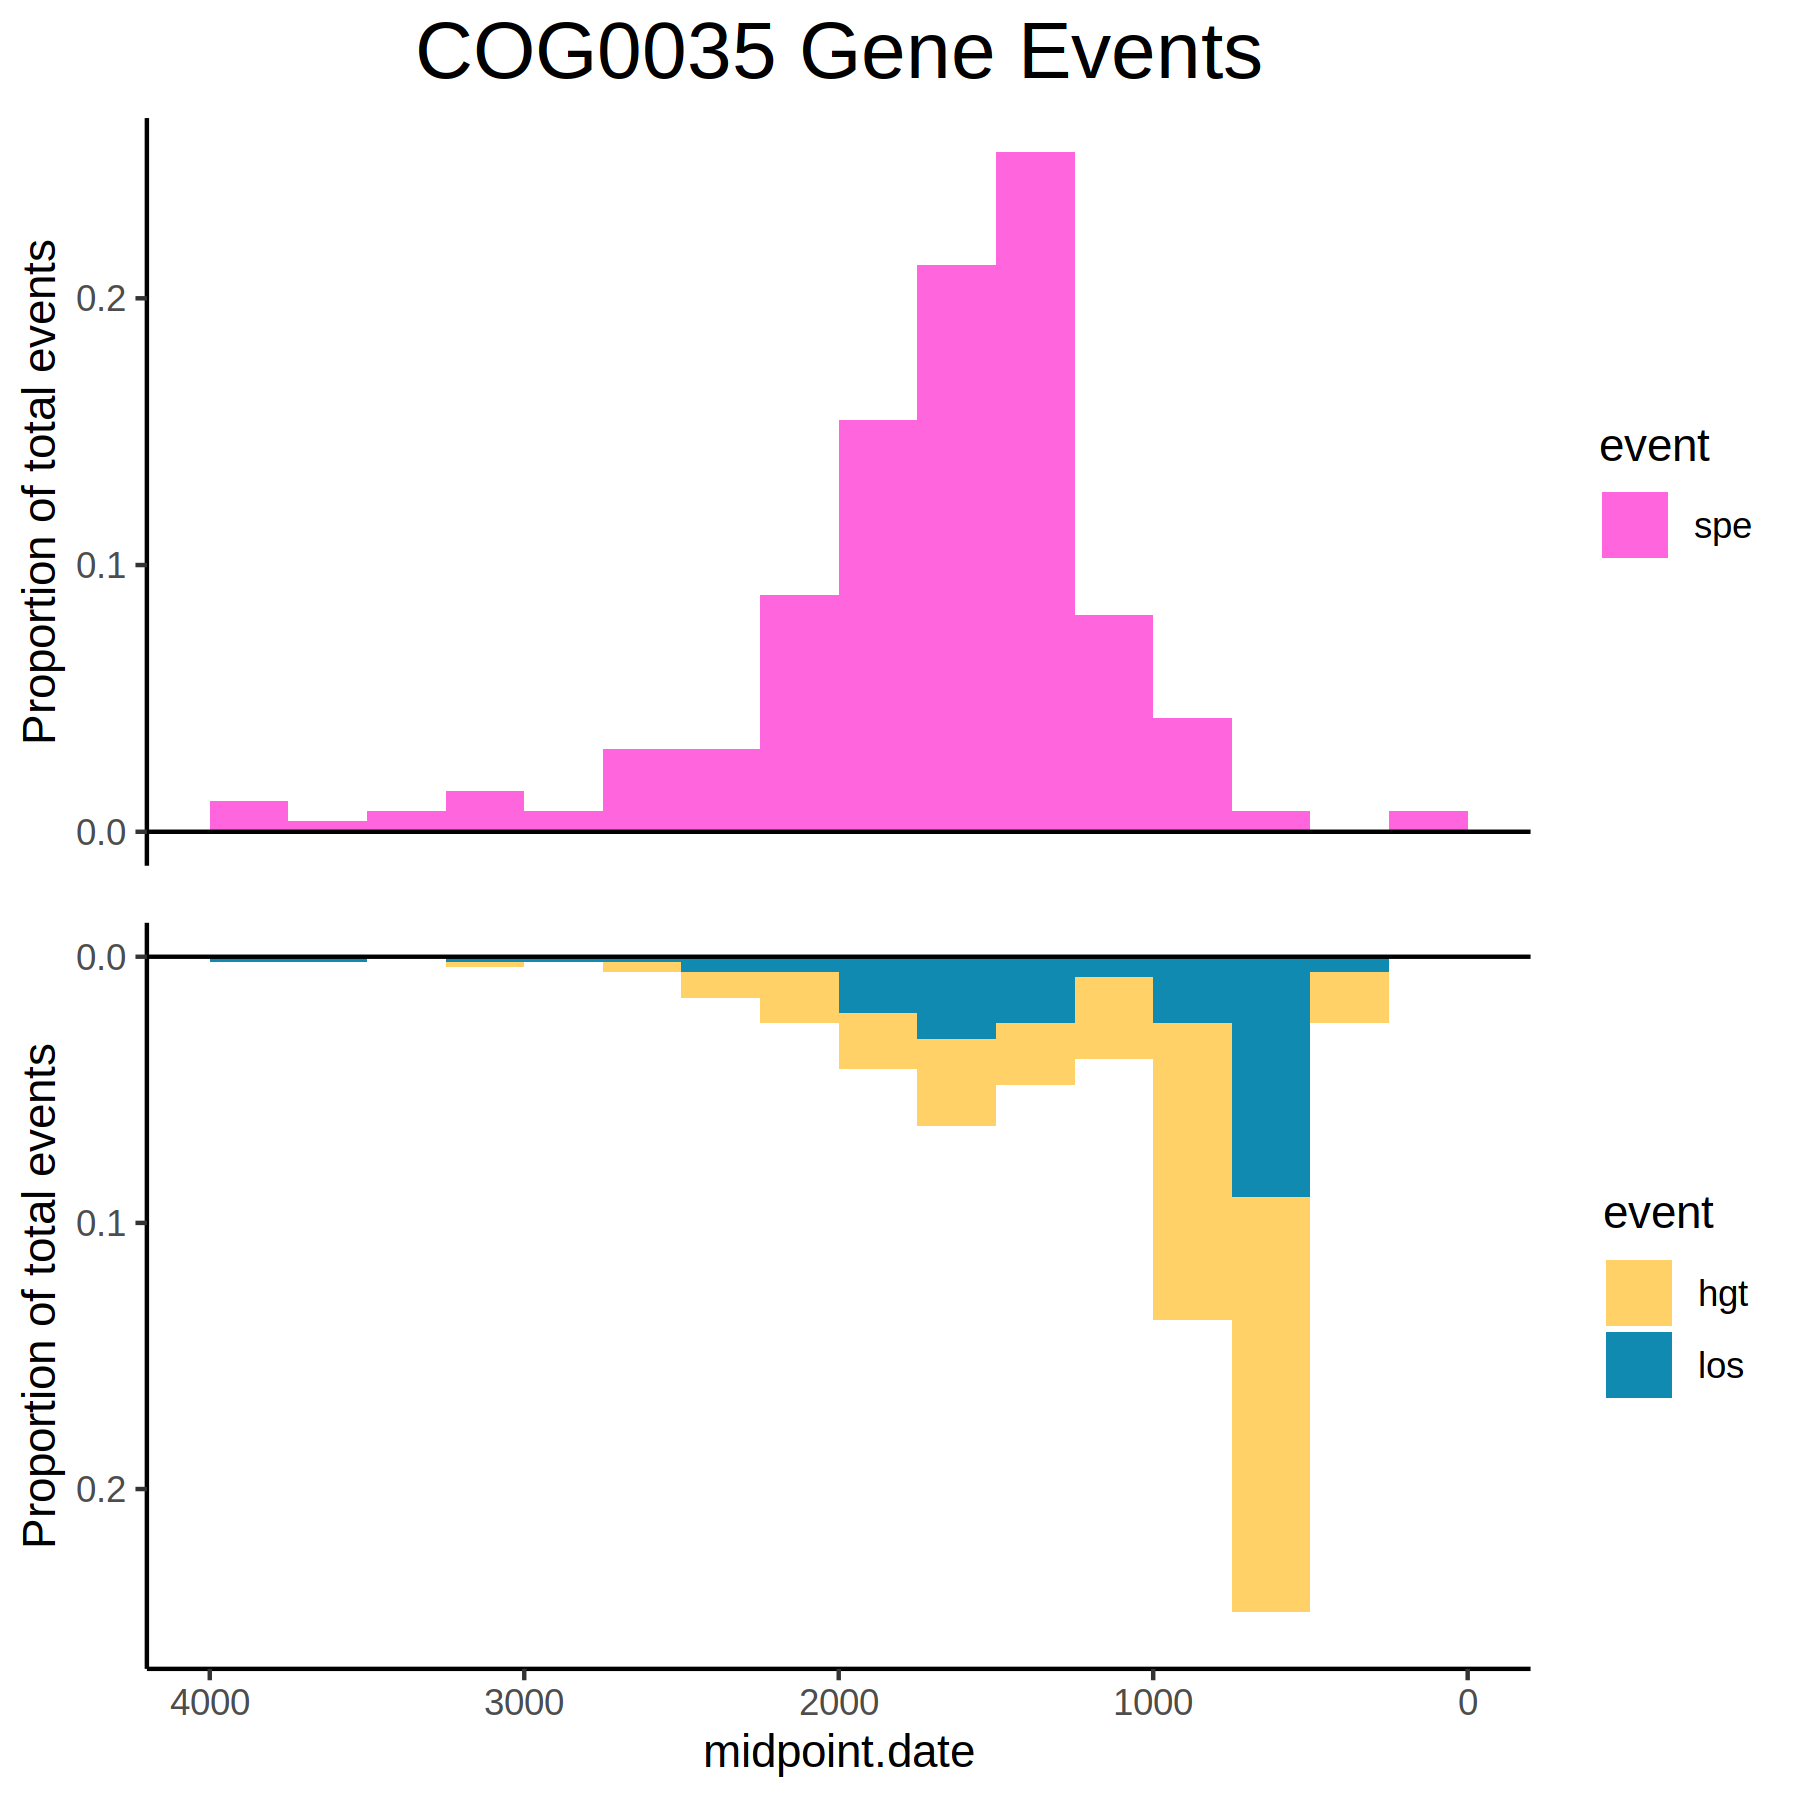 COG0035 Gene Events
Proportion of total events
0.2
0.1
0.0
event
spe
Proportion of total events
0.0
0.1
0.2
event
hgt
los
4000 3000 2000 1000 0
midpoint.date